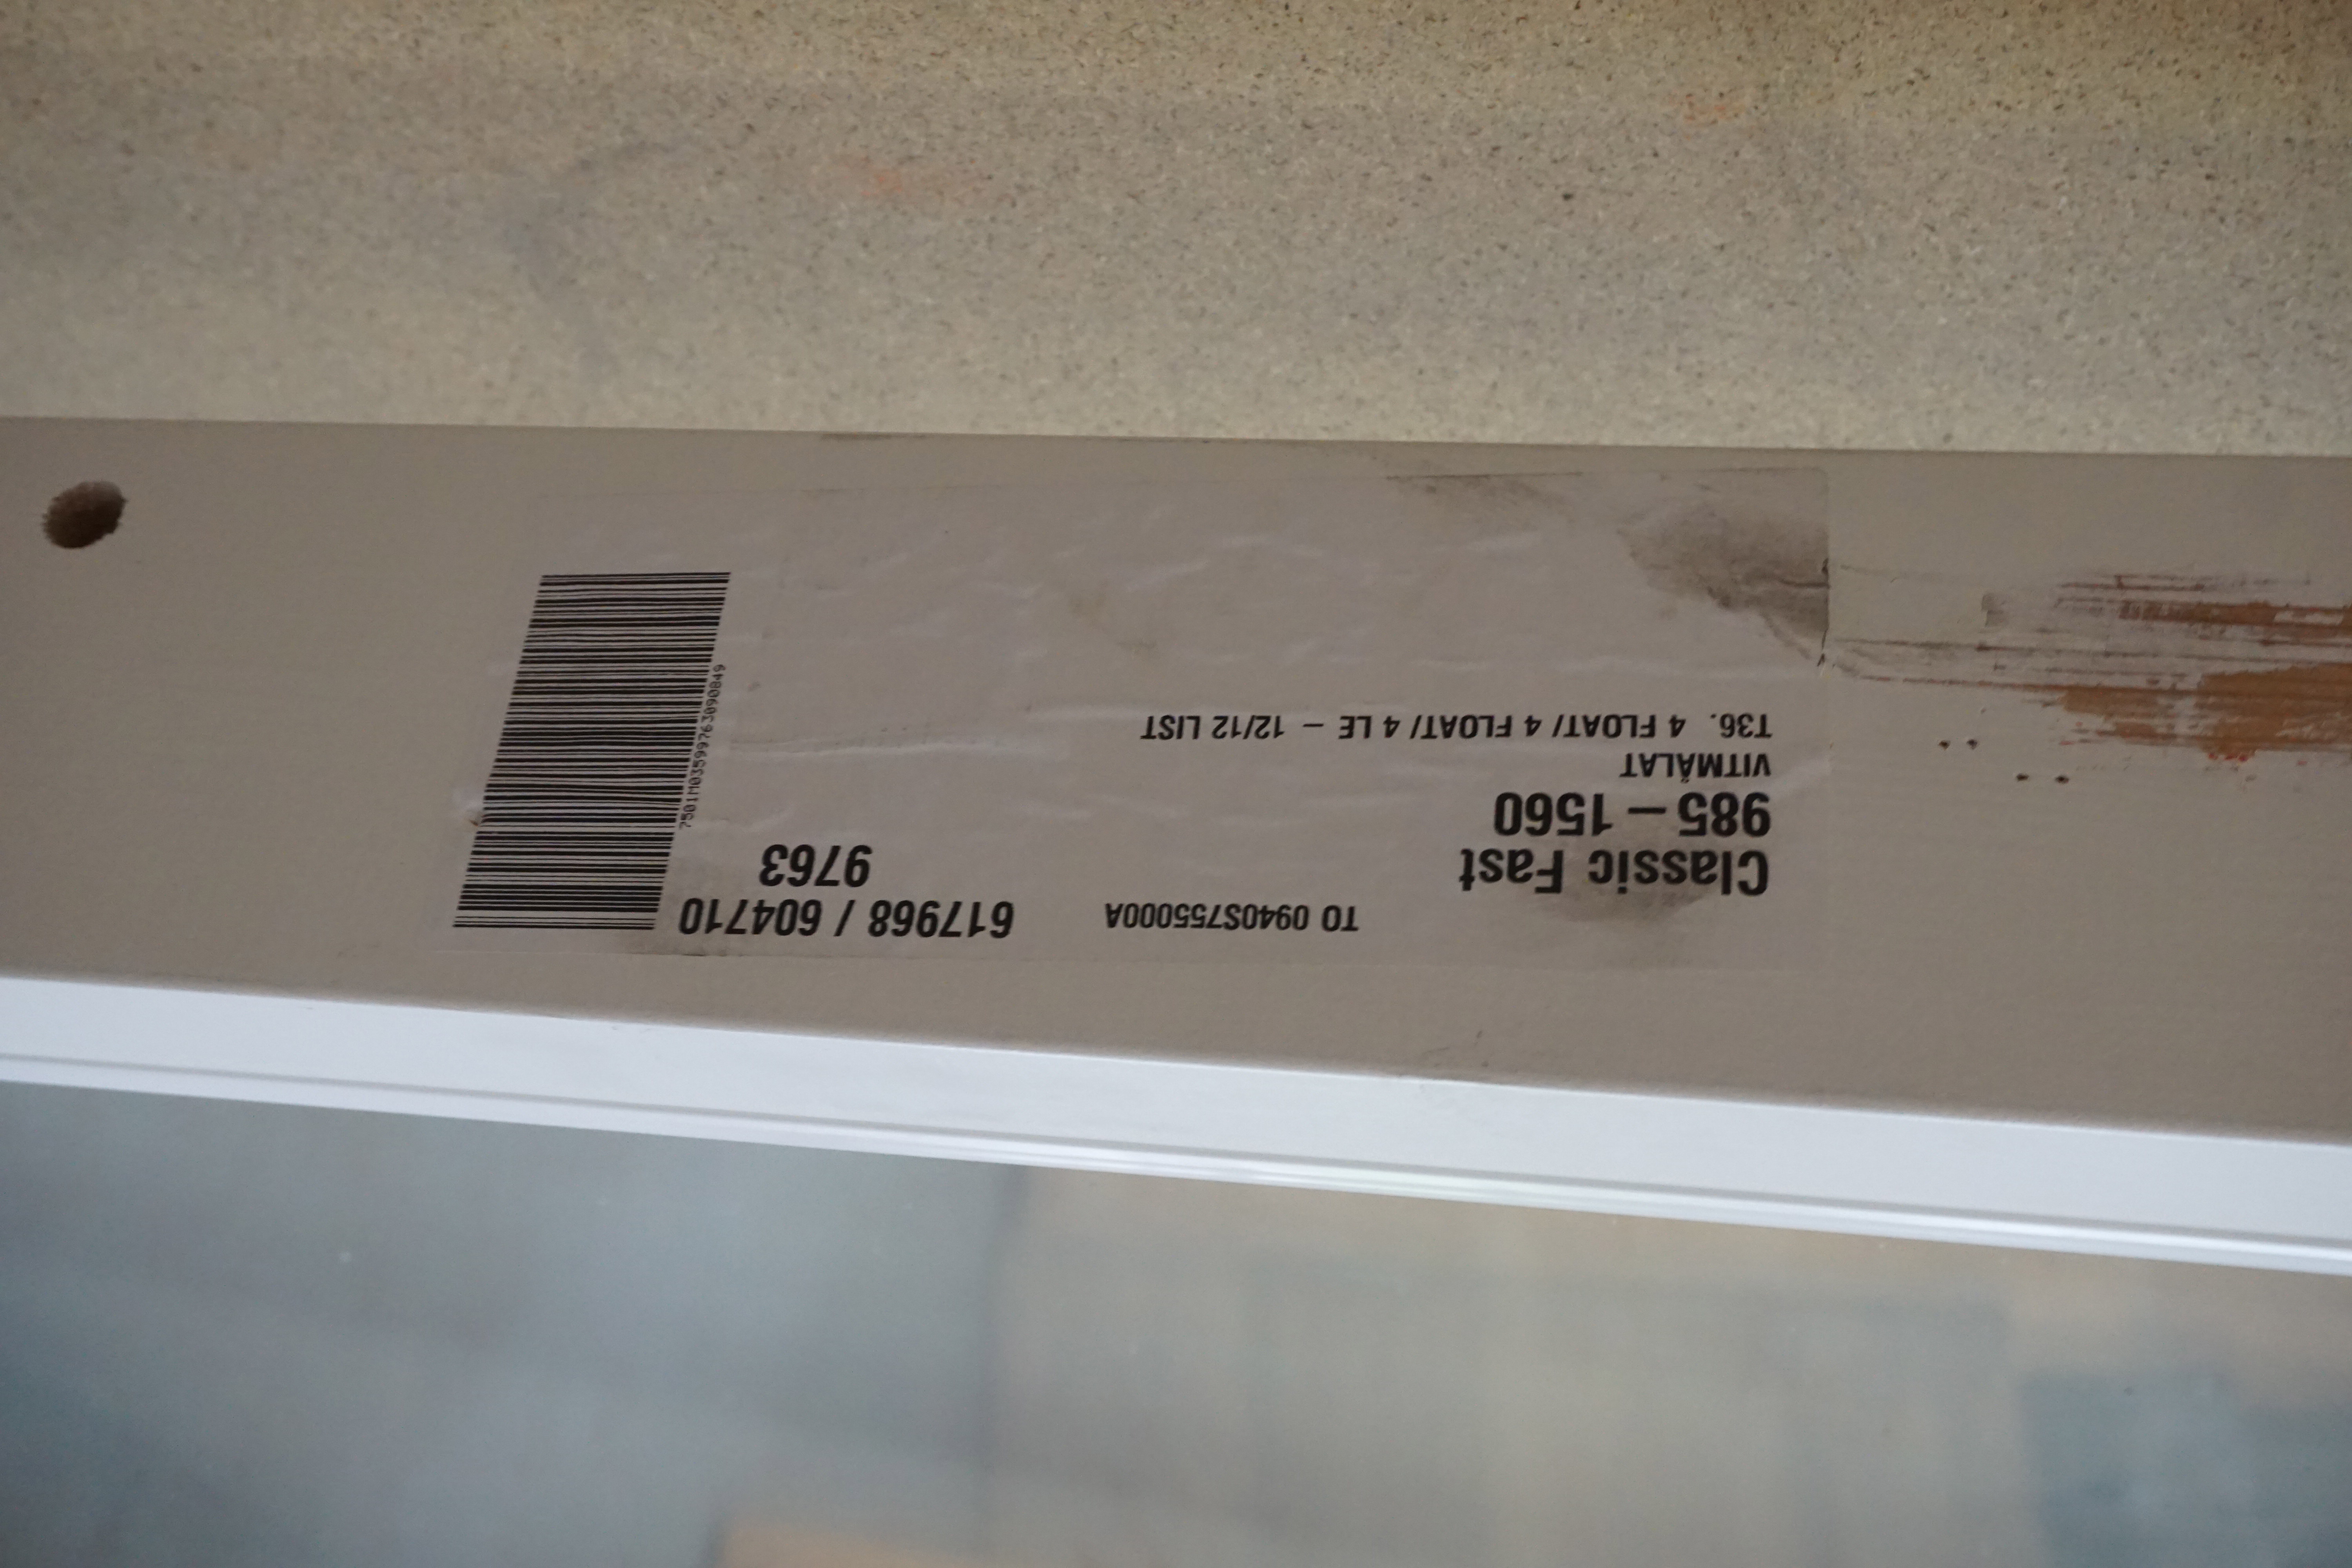 TO 0940S755000A
617968 / 604710
9763
Classic Fast
985 – 1560
VITMÅLAT
T36. 4 FLOAT/ 4 FLOAT/ 4 LE – 12/12 LIST
7501M035999763090849